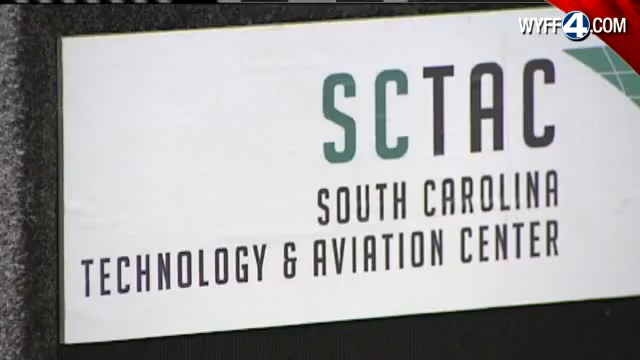 WYFF4.COM
SCTAC
SOUTH CAROLINA
TECHNOLOGY & AVIATION CENTER